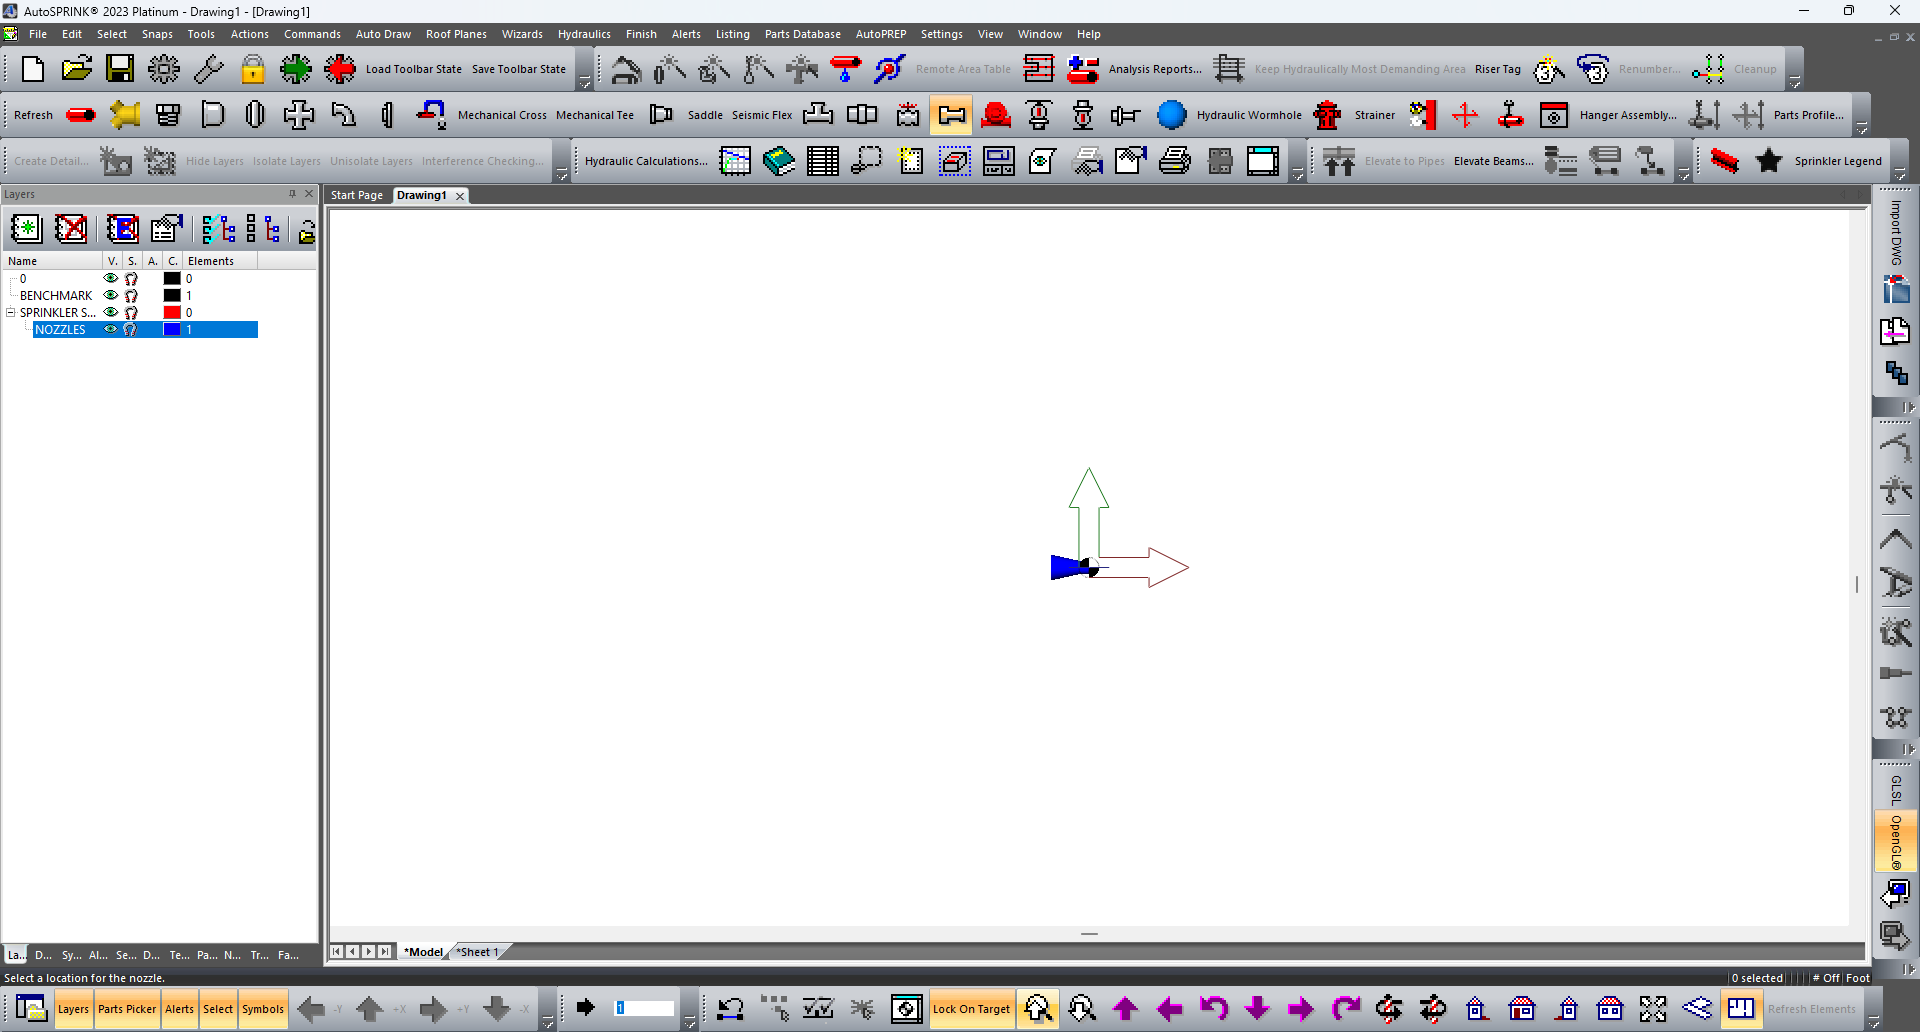 AutoSPRINK® 2023 Platinum - Drawing1 - [Drawing1]
File Edit Select Snaps Tools Actions Commands Auto Draw Roof Planes Wizards Hydraulics Finish Alerts Listing Parts Database AutoPREP Settings View Window Help
Load Toolbar State Save Toolbar State Remote Area Table Analysis Reports... Keep Hydraulically Most Demanding Area Riser Tag Renumber... Cleanup
Refresh Mechanical Cross Mechanical Tee Saddle Seismic Flex Hydraulic Wormhole Strainer Hanger Assembly... Parts Profile...
Create Detail... Hide Layers Isolate Layers Unisolate Layers Interference Checking... Hydraulic Calculations... Elevate to Pipes Elevate Beams... Sprinkler Legend
Layers
Start Page Drawing1
Name V. S. A. C. Elements
0 0
BENCHMARK 1
SPRINKLER S... 0
NOZZLES 1
Import DWG
GLSL
OpenGL®
La... D... Sy... Al... Se... D... Te... Pa... N... Tr... Fa...
*Model *Sheet 1
Select a location for the nozzle.
0 selected # Off Foot
Layers Parts Picker Alerts Select Symbols -Y +X +Y -X 1 Lock On Target Refresh Elements